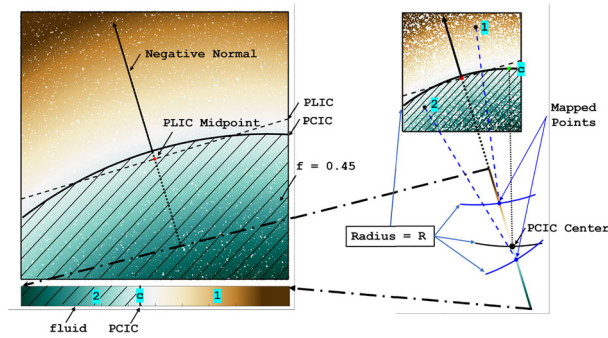 Negative Normal
PLIC
PCIC
PLIC Midpoint
f = 0.45
2
c
1
fluid
PCIC
1
c
2
Mapped
Points
PCIC Center
Radius = R